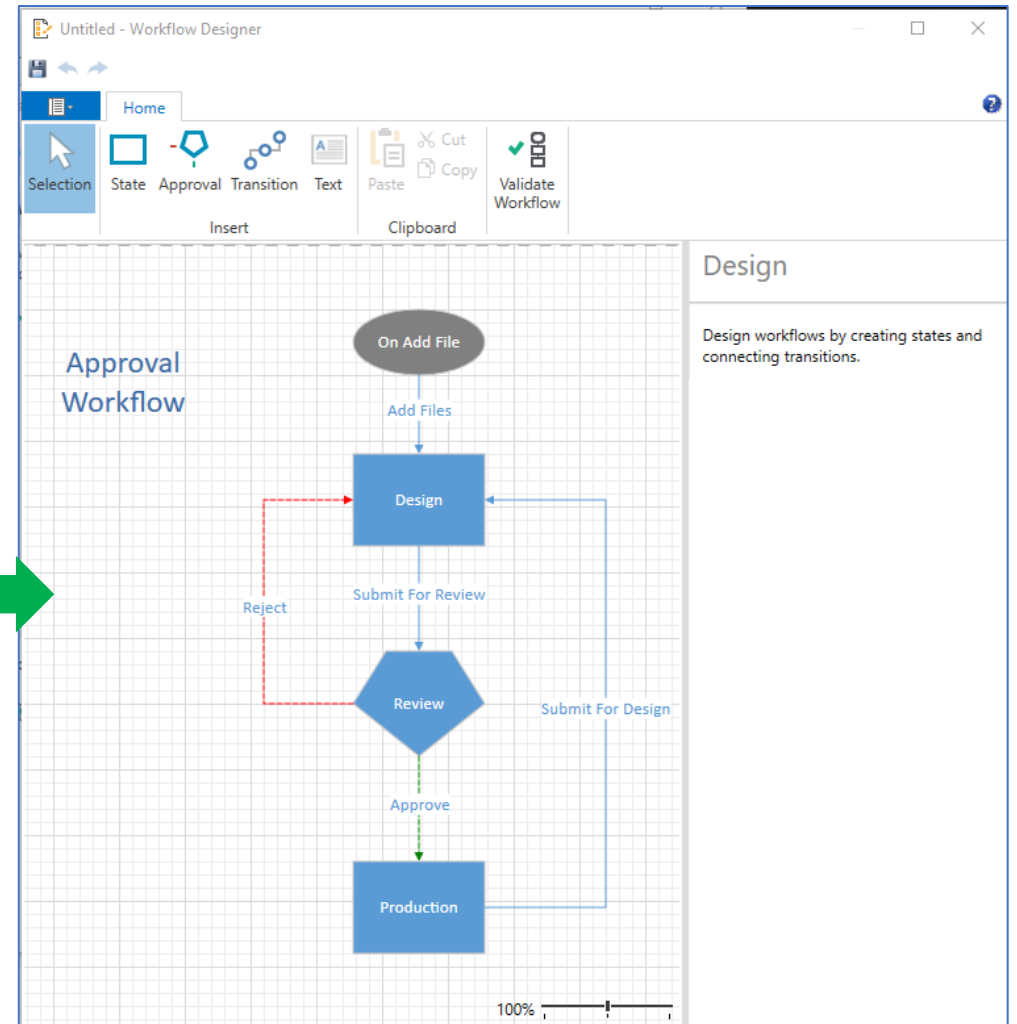 Untitled - Workflow Designer
Home
Selection
State
Approval
Transition
Text
Paste
Cut
Copy
Validate
Workflow
Insert
Clipboard
Design
Design workflows by creating states and
connecting transitions.
Approval
Workflow
On Add File
Add Files
Design
Submit For Review
Reject
Review
Submit For Design
Approve
Production
100%